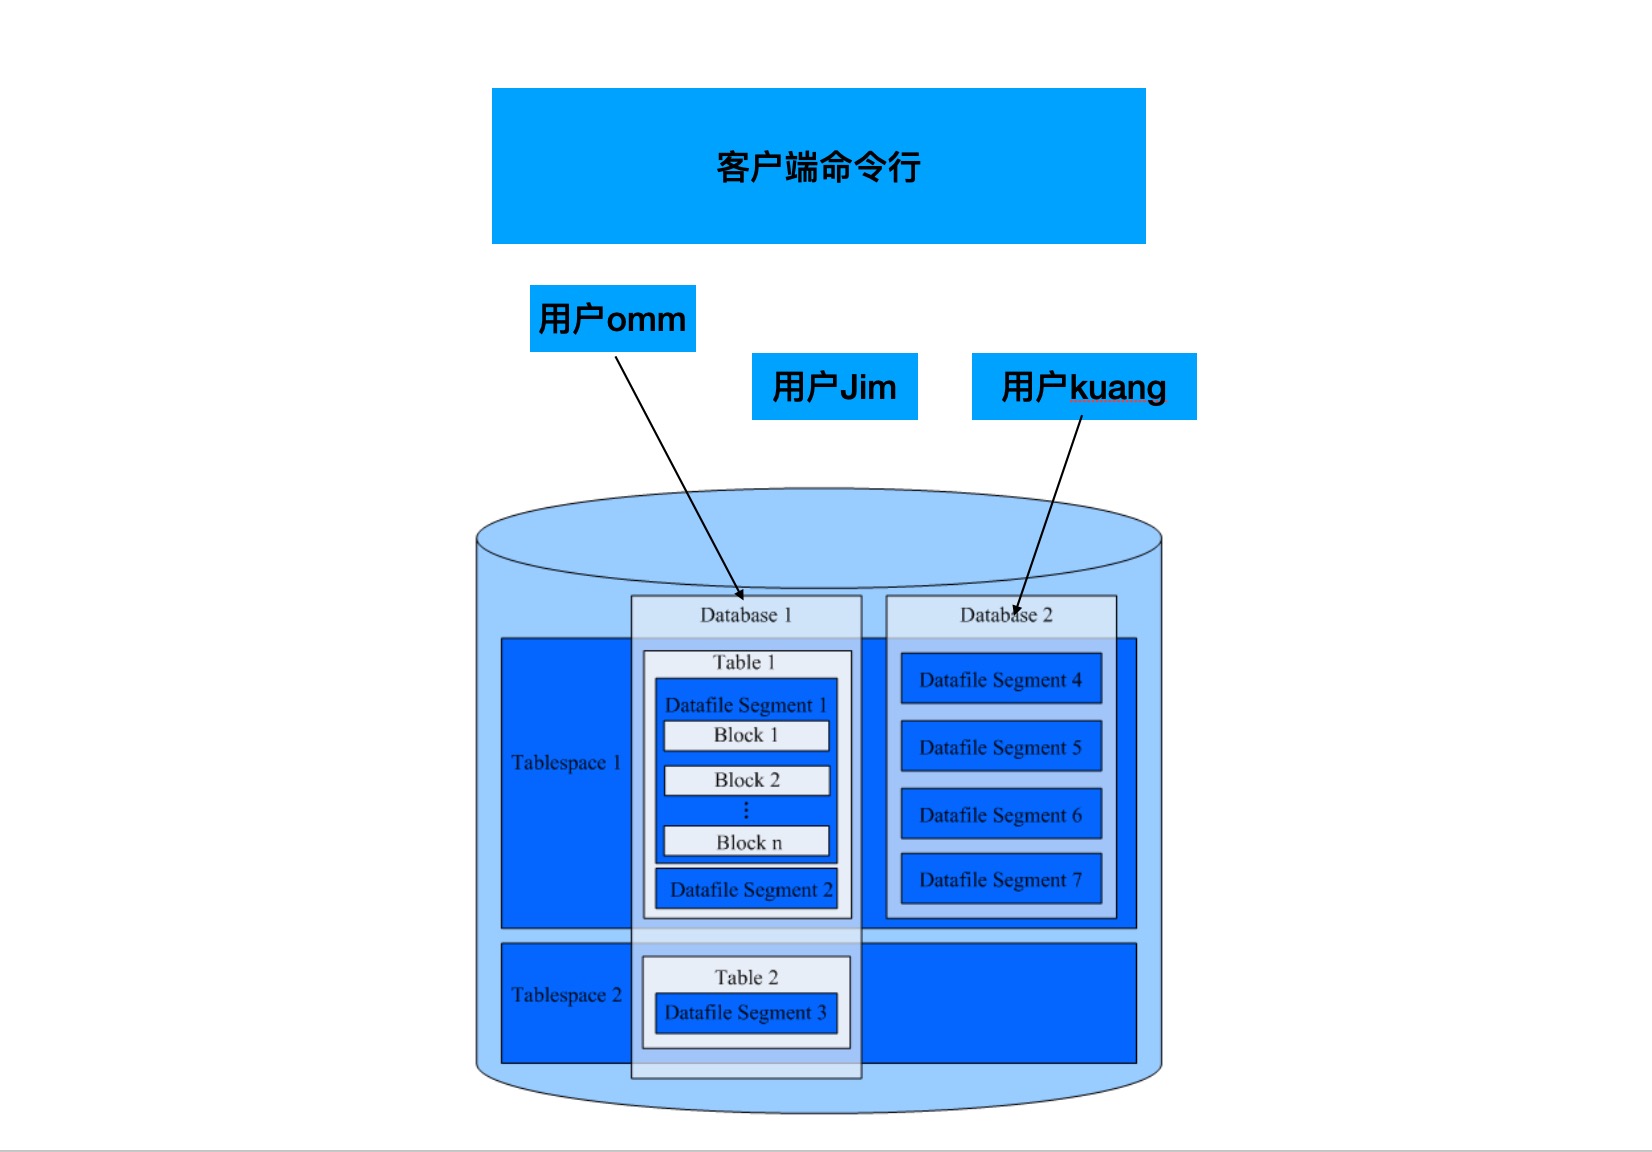 客户端命令行
用户omm
用户Jim
用户kuang
Database 1
Database 2
Tablespace 1
Table 1
Datafile Segment 1
Block 1
Block 2
⋮
Block n
Datafile Segment 2
Datafile Segment 4
Datafile Segment 5
Datafile Segment 6
Datafile Segment 7
Tablespace 2
Table 2
Datafile Segment 3